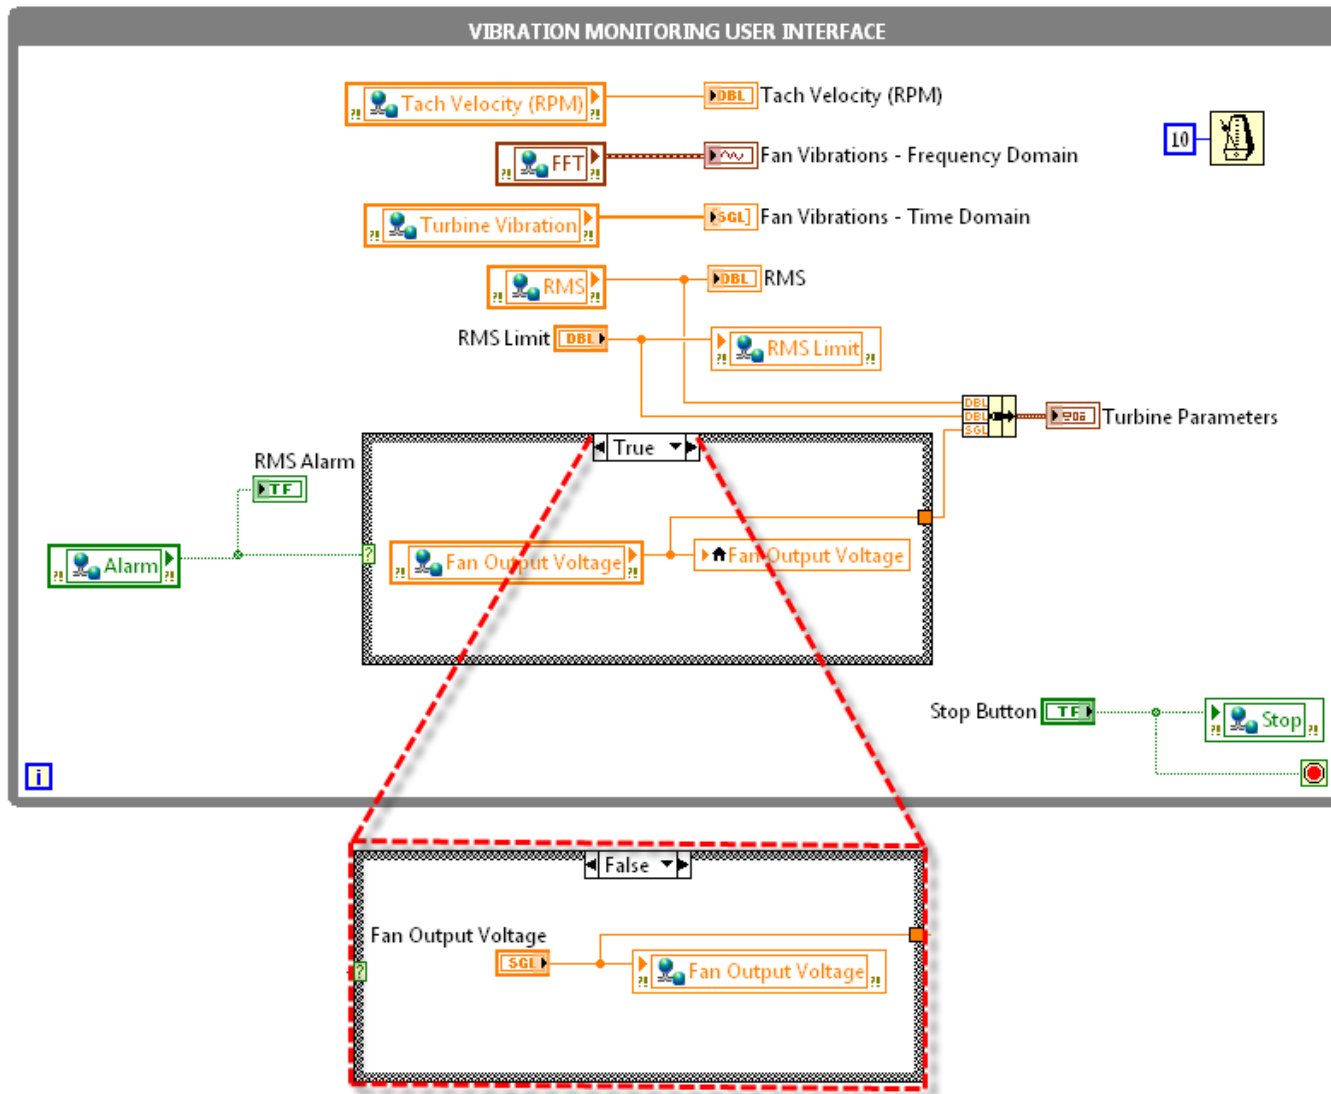 VIBRATION MONITORING USER INTERFACE
Tach Velocity (RPM)
DBL
Tach Velocity (RPM)
10
FFT
Fan Vibrations - Frequency Domain
Turbine Vibration
[SGL]
Fan Vibrations - Time Domain
RMS
DBL
RMS
RMS Limit
DBL
RMS Limit
DBL
DBL
SGL
Turbine Parameters
True
RMS Alarm
TF
Alarm
?
Fan Output Voltage
Fan Output Voltage
Stop Button
TF
Stop
i
False
Fan Output Voltage
SGL
?
Fan Output Voltage